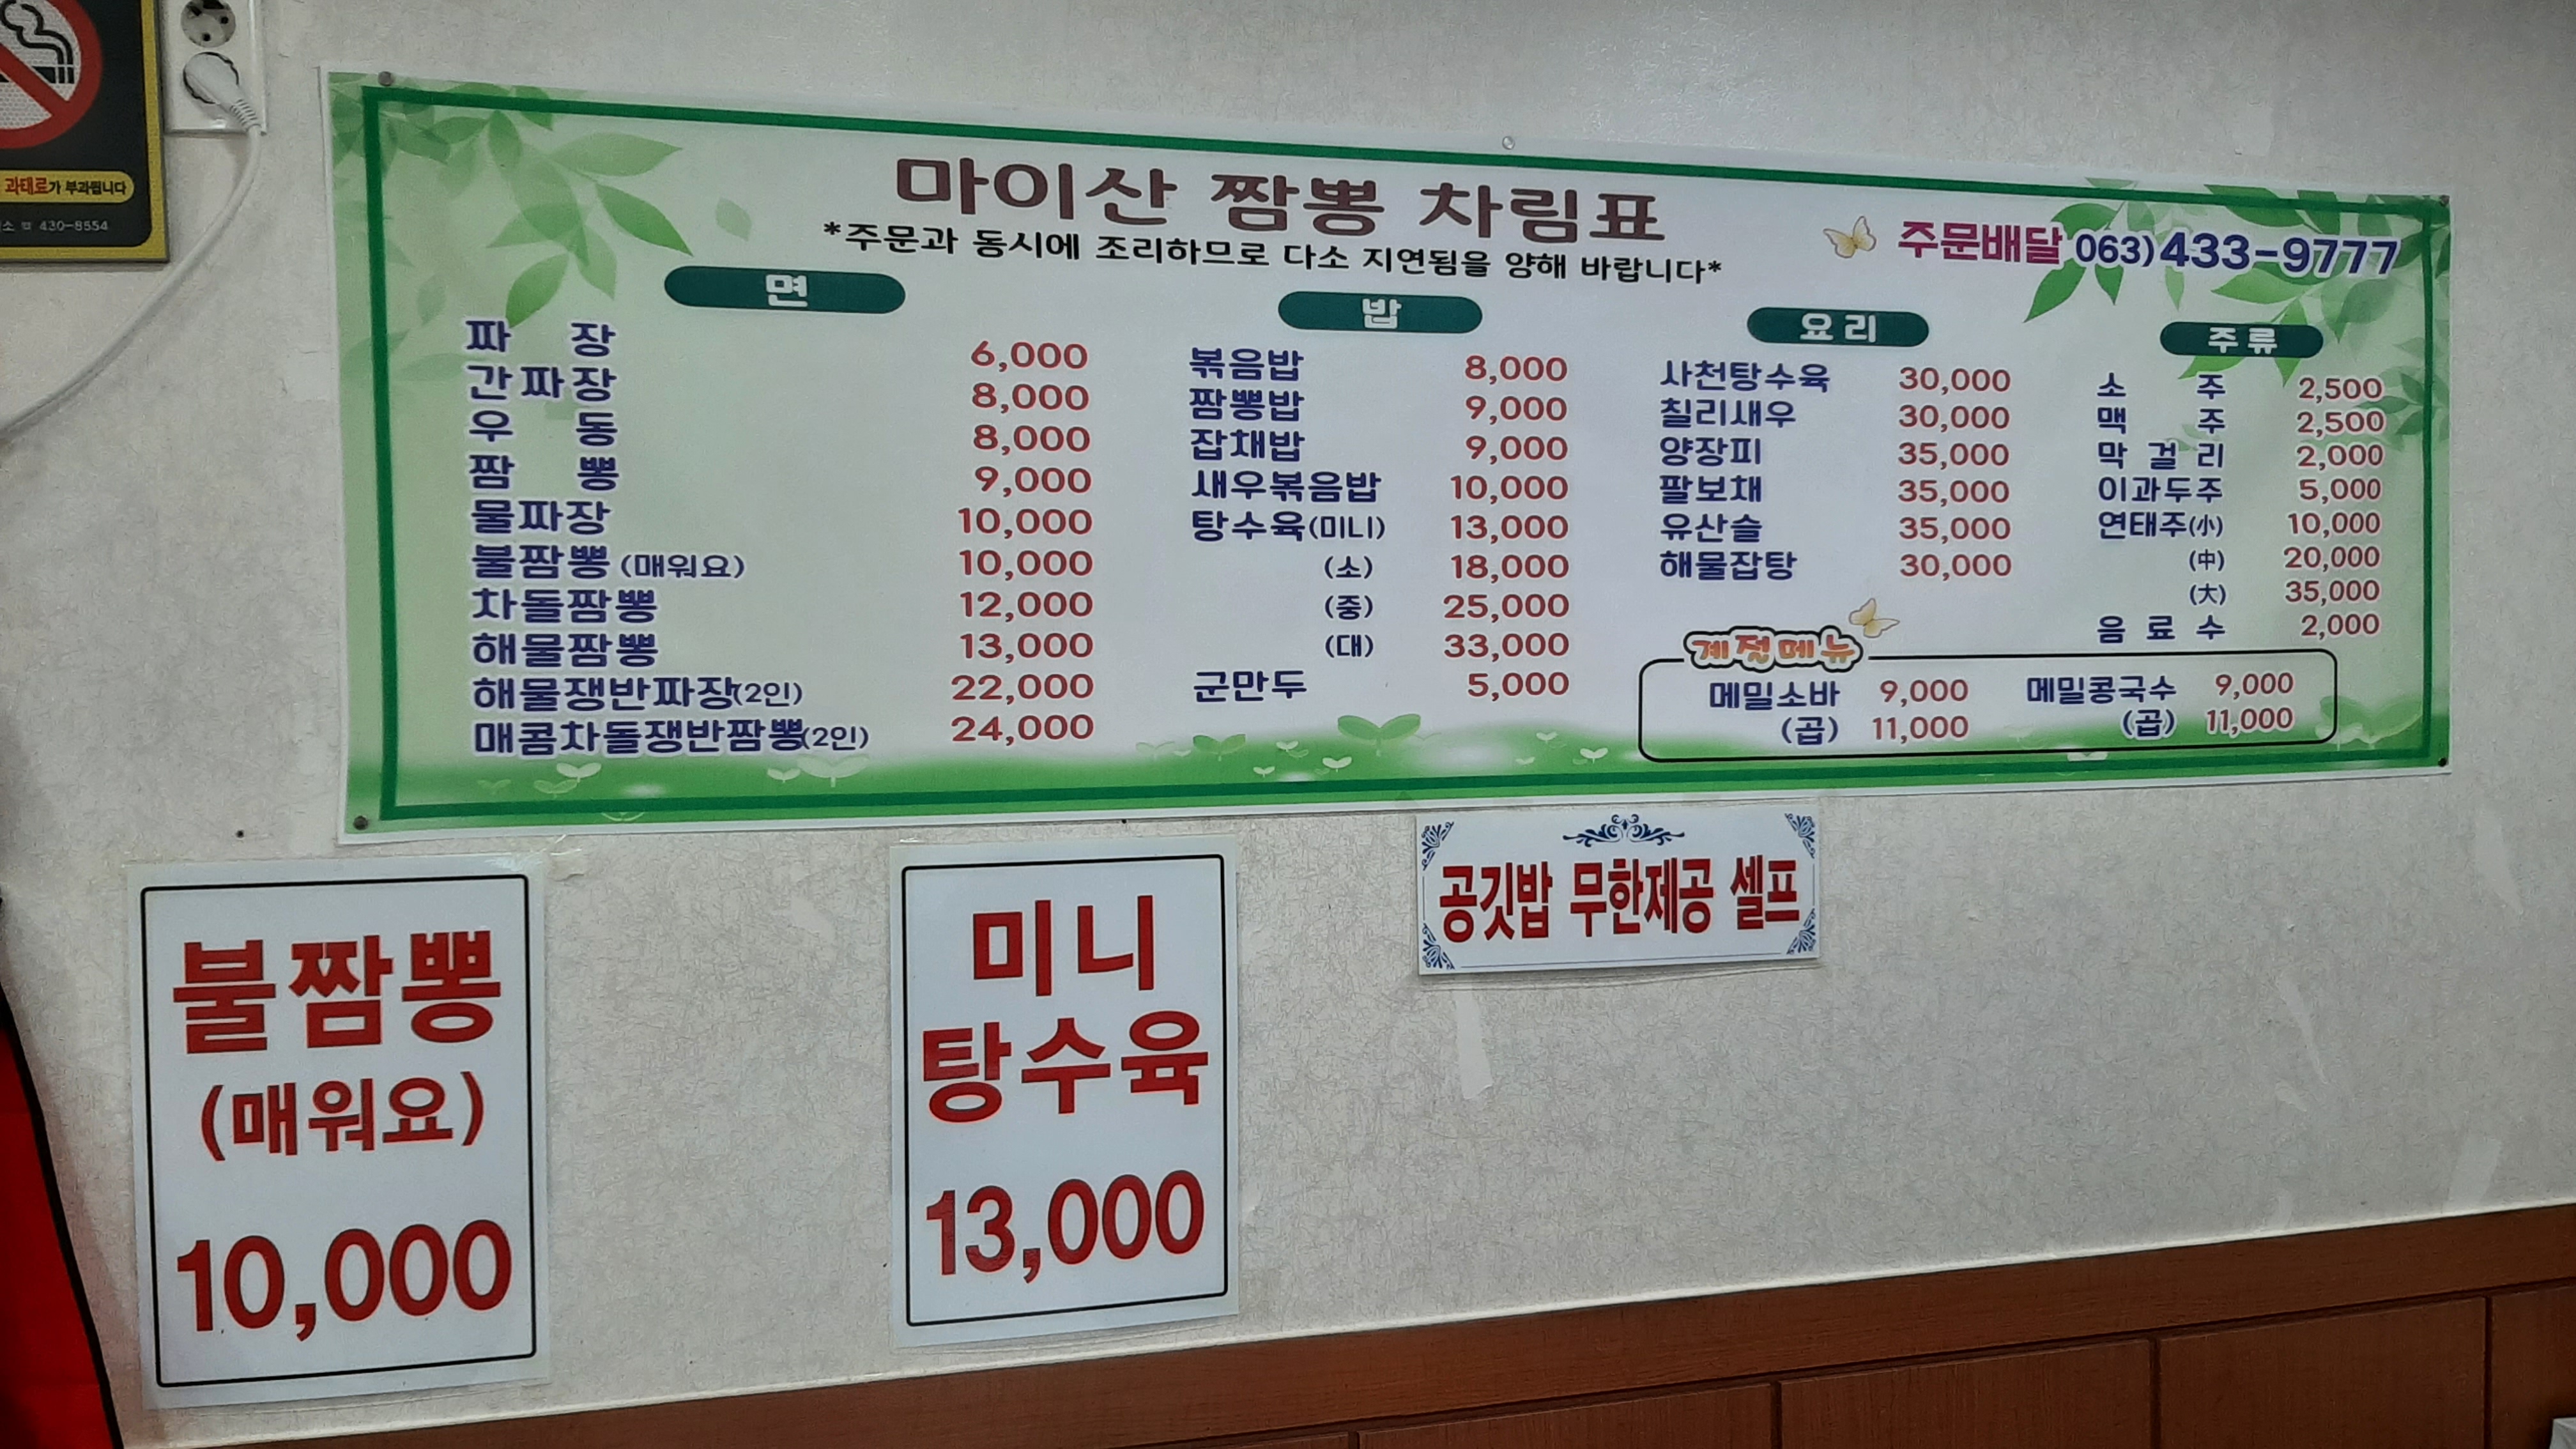 과태료가 부과됩니다
소 ☎ 430-8554
마이산 짬뽕 차림표
*주문과 동시에 조리하므로 다소 지연됨을 양해 바랍니다*
주문배달 063)433-9777
면
짜 장 6,000
간짜장 8,000
우 동 8,000
짬 뽕 9,000
물짜장 10,000
불짬뽕 (매워요) 10,000
차돌짬뽕 12,000
해물짬뽕 13,000
해물쟁반짜장(2인) 22,000
매콤차돌쟁반짬뽕(2인) 24,000
밥
볶음밥 8,000
짬뽕밥 9,000
잡채밥 9,000
새우볶음밥 10,000
탕수육(미니) 13,000
(소) 18,000
(중) 25,000
(대) 33,000
군만두 5,000
요리
사천탕수육 30,000
칠리새우 30,000
양장피 35,000
팔보채 35,000
유산슬 35,000
해물잡탕 30,000
주류
소 주 2,500
맥 주 2,500
막 걸 리 2,000
이과두주 5,000
연태주(小) 10,000
(中) 20,000
(大) 35,000
음 료 수 2,000
계절메뉴
메밀소바 9,000 메밀콩국수 9,000
(곱) 11,000 (곱) 11,000
불짬뽕
(매워요)
10,000
미니
탕수육
13,000
공깃밥 무한제공 셀프